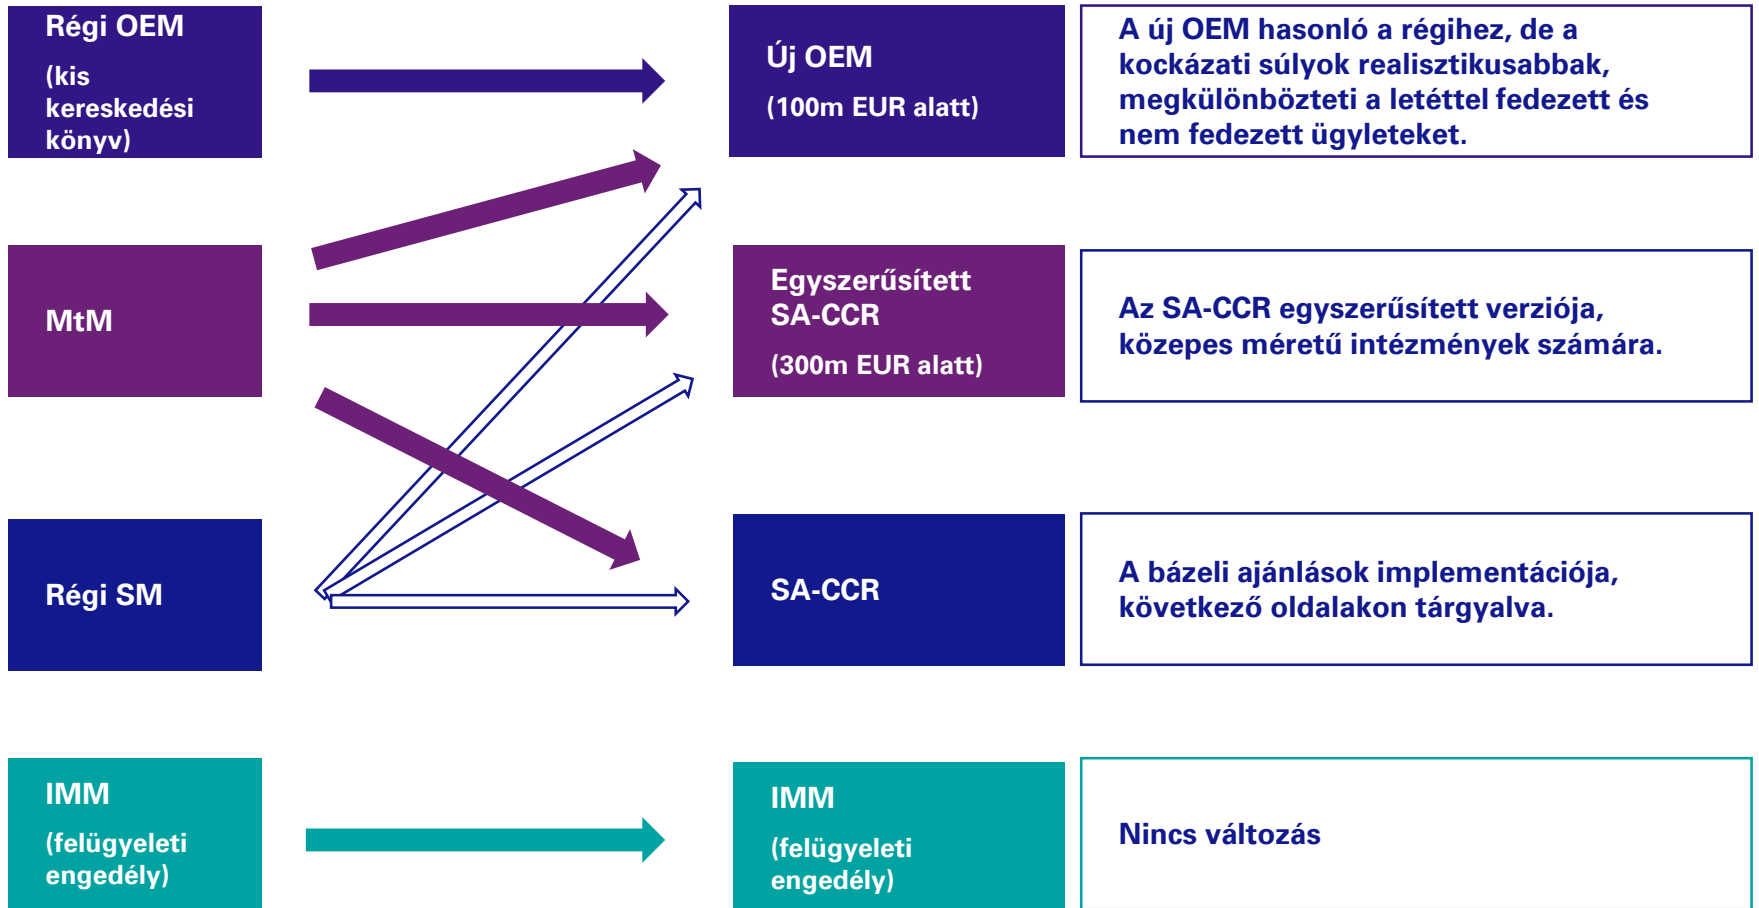 Régi OEM
(kis
kereskedési
könyv)
Új OEM
(100m EUR alatt)
A új OEM hasonló a régihez, de a
kockázati súlyok realisztikusabbak,
megkülönbözteti a letéttel fedezett és
nem fedezett ügyleteket.
MtM
Egyszerűsített
SA-CCR
(300m EUR alatt)
Az SA-CCR egyszerűsített verziója,
közepes méretű intézmények számára.
Régi SM
SA-CCR
A bázeli ajánlások implementációja,
következő oldalakon tárgyalva.
IMM
(felügyeleti
engedély)
IMM
(felügyeleti
engedély)
Nincs változás